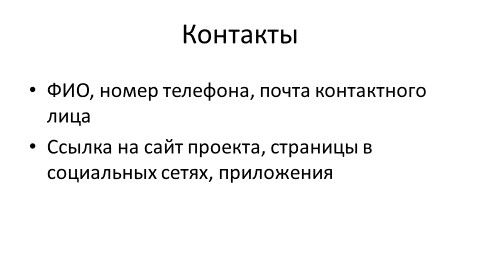 Контакты
• ФИО, номер телефона, почта контактного
лица
• Ссылка на сайт проекта, страницы в
социальных сетях, приложения